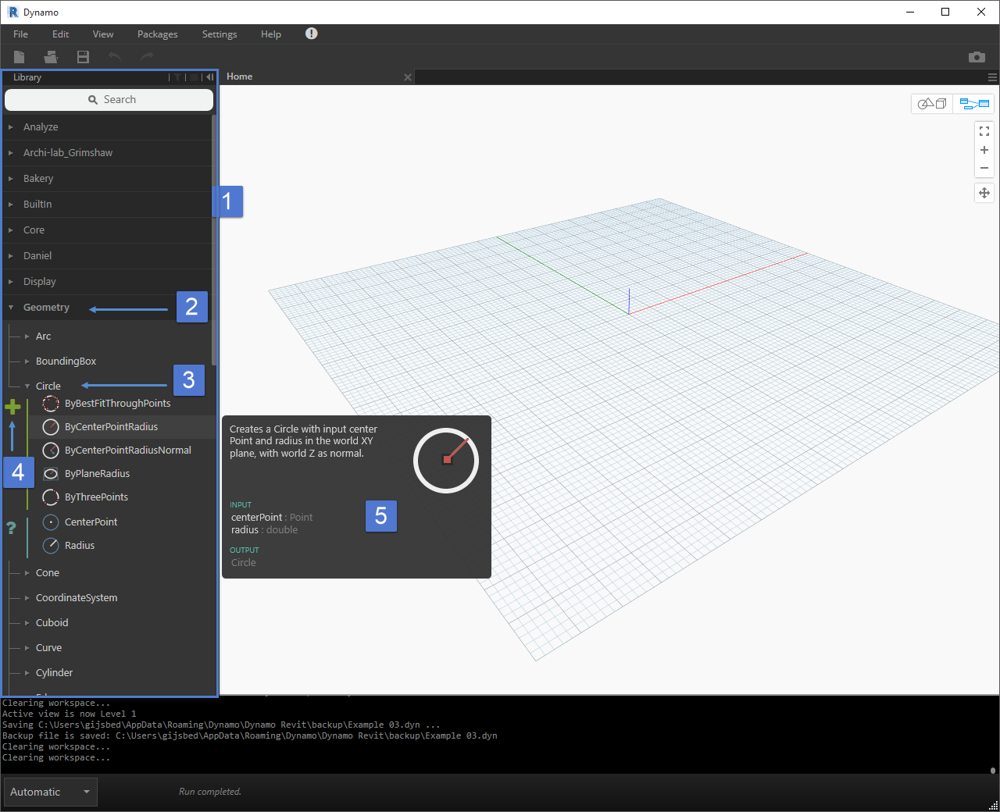 Dynamo
File Edit View Packages Settings Help
Library
Home
Search
Analyze
Archi-lab_Grimshaw
Bakery
BuiltIn
1
Core
Daniel
Display
Geometry
2
Arc
BoundingBox
Circle
3
ByBestFitThroughPoints
ByCenterPointRadius
ByCenterPointRadiusNormal
4
ByPlaneRadius
ByThreePoints
?
CenterPoint
Radius
Creates a Circle with input center
Point and radius in the world XY
plane, with world Z as normal.
INPUT
centerPoint : Point
radius : double
5
OUTPUT
Circle
Cone
CoordinateSystem
Cuboid
Curve
Cylinder
Clearing workspace...
Active view is now Level 1
Saving C:\Users\gijsbed\AppData\Roaming\Dynamo\Dynamo Revit\backup\Example 03.dyn ...
Backup file is saved: C:\Users\gijsbed\AppData\Roaming\Dynamo\Dynamo Revit\backup\Example 03.dyn
Clearing workspace...
Clearing workspace...
Automatic
Run completed.